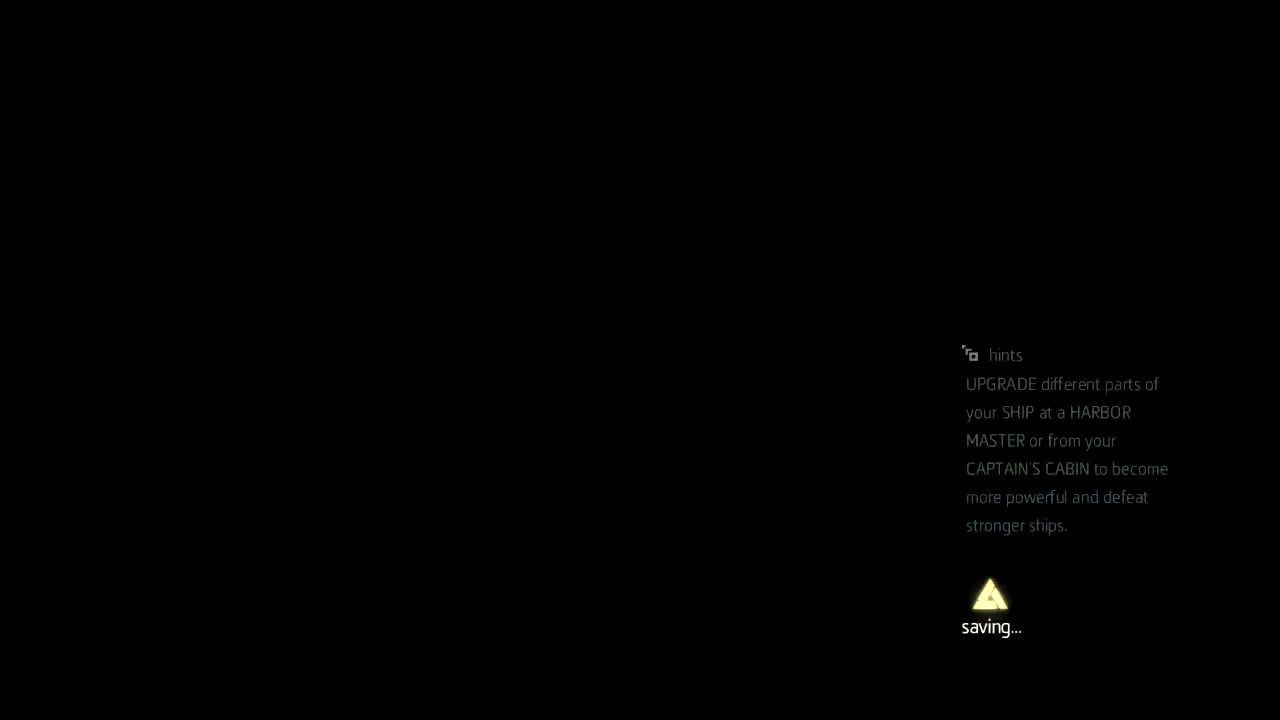 hints
UPGRADE different parts of
your SHIP at a HARBOR
MASTER or from your
CAPTAIN'S CABIN to become
more powerful and defeat
stronger ships.
saving...